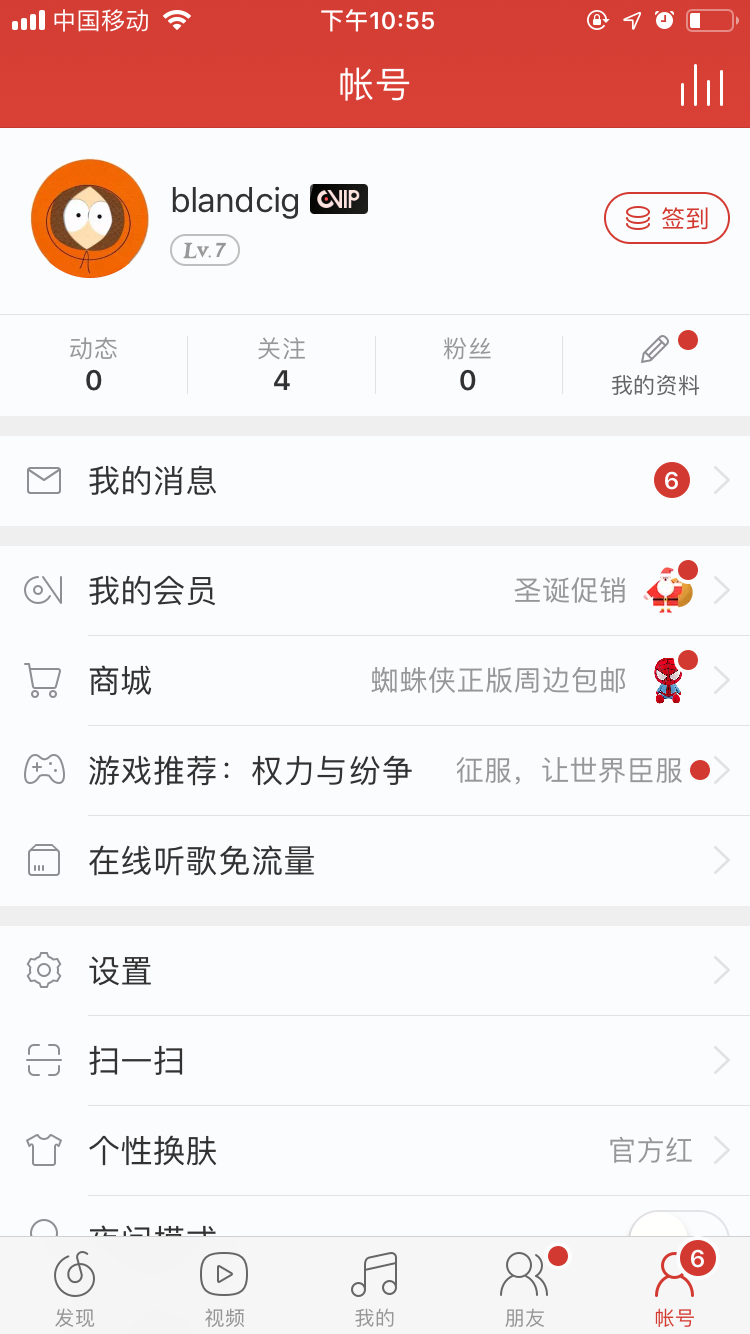 中国移动 下午10:55
帐号
blandcig VIP
Lv.7
签到
动态 关注 粉丝
0 4 0 我的资料
我的消息 6
我的会员 圣诞促销
商城 蜘蛛侠正版周边包邮
游戏推荐：权力与纷争 征服，让世界臣服
在线听歌免流量
设置
扫一扫
个性换肤 官方红
夜间模式
6
发现 视频 我的 朋友 帐号